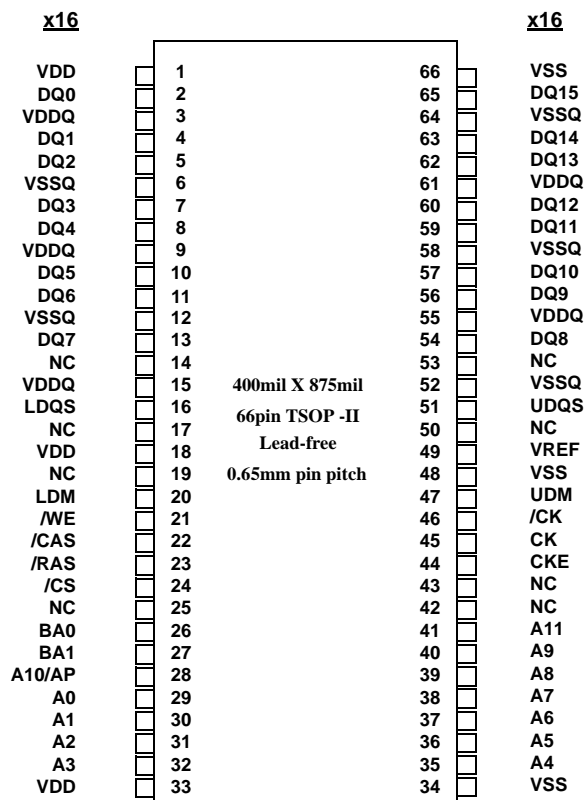 x16 x16
VDD 1 66 VSS
DQ0 2 65 DQ15
VDDQ 3 64 VSSQ
DQ1 4 63 DQ14
DQ2 5 62 DQ13
VSSQ 6 61 VDDQ
DQ3 7 60 DQ12
DQ4 8 59 DQ11
VDDQ 9 58 VSSQ
DQ5 10 57 DQ10
DQ6 11 56 DQ9
VSSQ 12 55 VDDQ
DQ7 13 54 DQ8
NC 14 53 NC
VDDQ 15 400mil X 875mil 52 VSSQ
LDQS 16 66pin TSOP -II 51 UDQS
NC 17 50 NC
VDD 18 Lead-free 49 VREF
NC 19 0.65mm pin pitch 48 VSS
LDM 20 47 UDM
/WE 21 46 /CK
/CAS 22 45 CK
/RAS 23 44 CKE
/CS 24 43 NC
NC 25 42 NC
BA0 26 41 A11
BA1 27 40 A9
A10/AP 28 39 A8
A0 29 38 A7
A1 30 37 A6
A2 31 36 A5
A3 32 35 A4
VDD 33 34 VSS